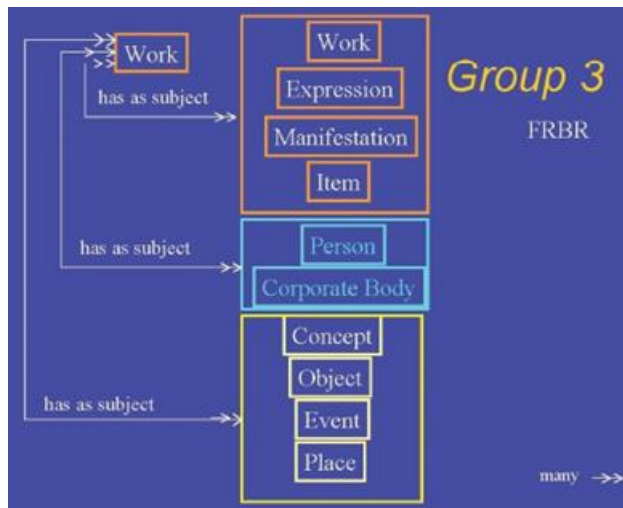 Work
has as subject
Work
Expression
Manifestation
Item
Group 3
FRBR
has as subject
Person
Corporate Body
has as subject
Concept
Object
Event
Place
many